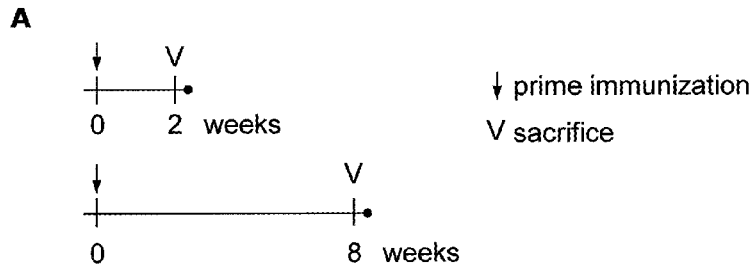 A
V
0 2 weeks
↓ prime immunization
V sacrifice
V
0 8 weeks